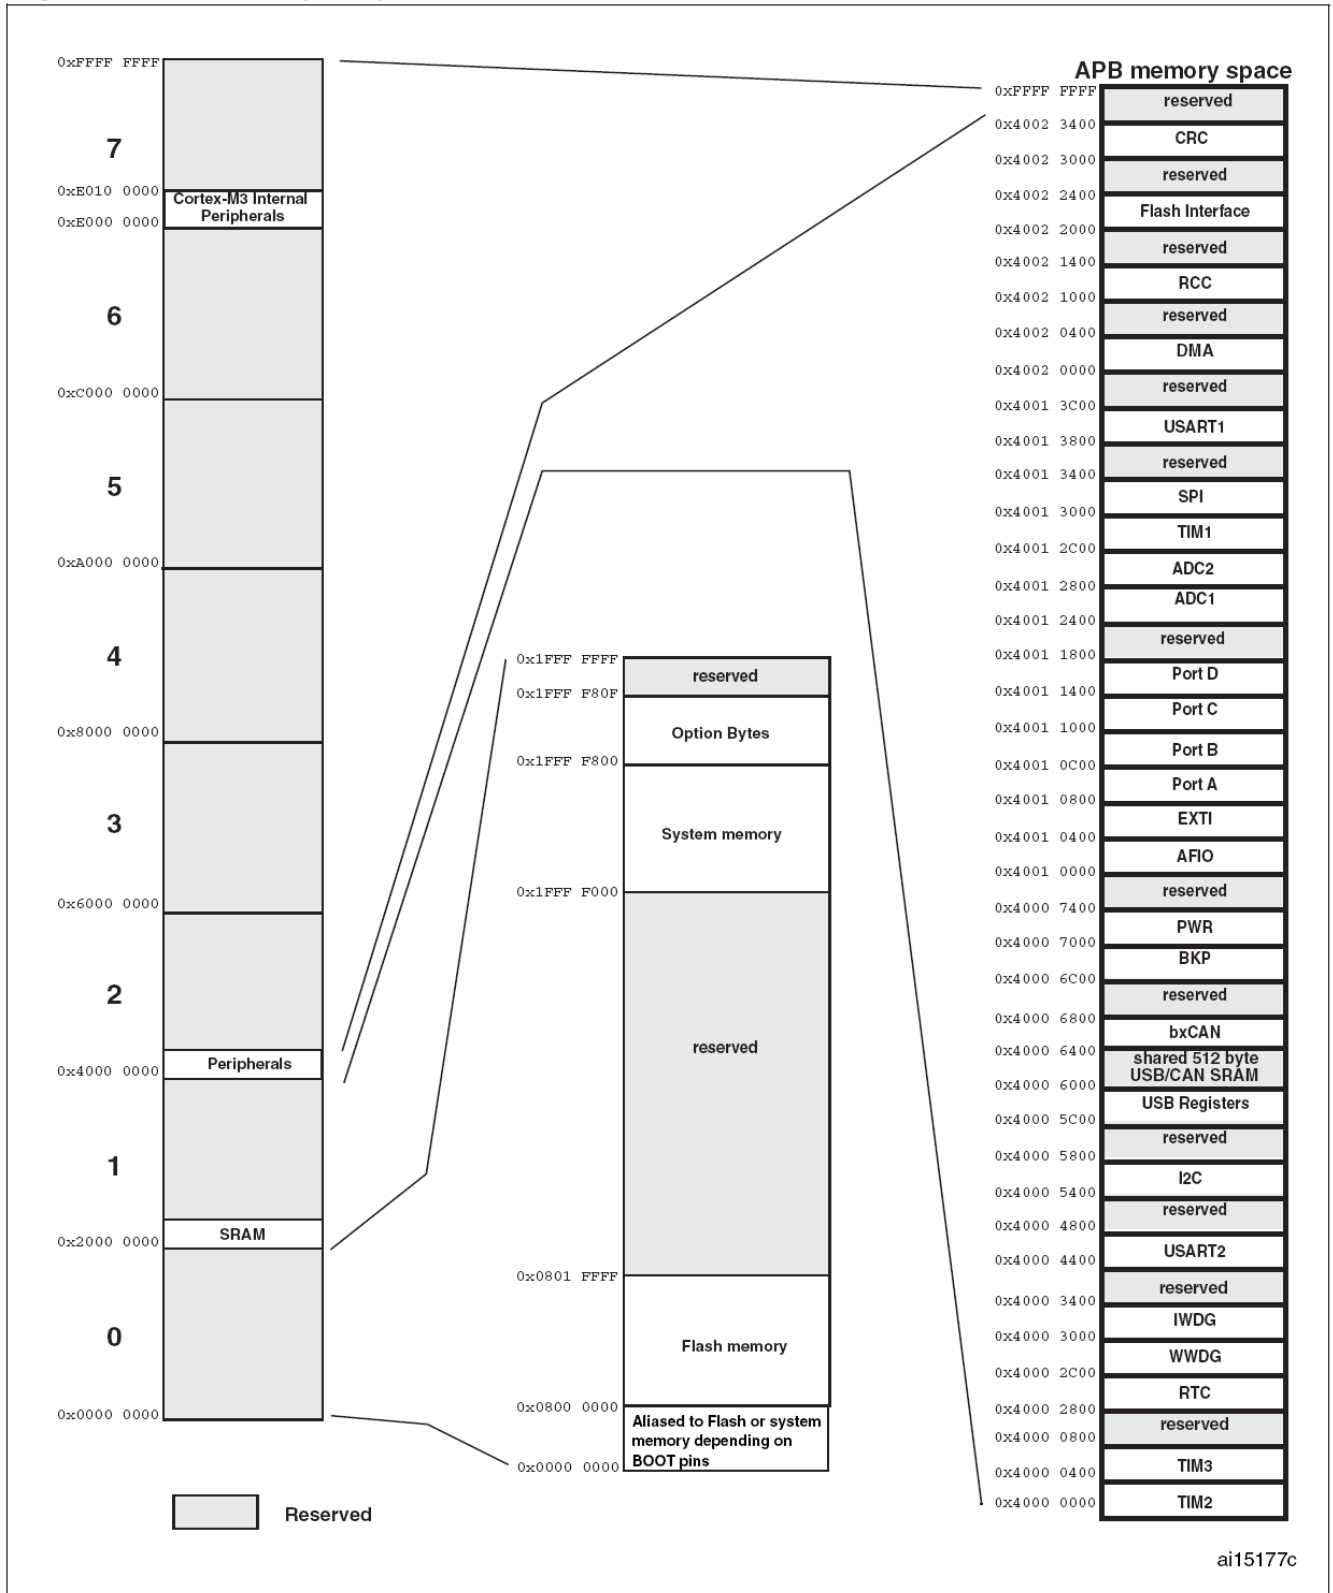 0xFFFF FFFF
7
0xE010 0000
Cortex-M3 Internal
Peripherals
0xE000 0000
6
0xC000 0000
5
0xA000 0000
4
0x8000 0000
3
0x6000 0000
2
Peripherals
0x4000 0000
1
SRAM
0x2000 0000
0
0x0000 0000
Reserved
0x1FFF FFFF
reserved
0x1FFF F80F
Option Bytes
0x1FFF F800
System memory
0x1FFF F000
reserved
0x0801 FFFF
Flash memory
0x0800 0000
Aliased to Flash or system
memory depending on
BOOT pins
0x0000 0000
APB memory space
0xFFFF FFFF
reserved
0x4002 3400
CRC
0x4002 3000
reserved
0x4002 2400
Flash Interface
0x4002 2000
reserved
0x4002 1400
RCC
0x4002 1000
reserved
0x4002 0400
DMA
0x4002 0000
reserved
0x4001 3C00
USART1
0x4001 3800
reserved
0x4001 3400
SPI
0x4001 3000
TIM1
0x4001 2C00
ADC2
0x4001 2800
ADC1
0x4001 2400
reserved
0x4001 1800
Port D
0x4001 1400
Port C
0x4001 1000
Port B
0x4001 0C00
Port A
0x4001 0800
EXTI
0x4001 0400
AFIO
0x4001 0000
reserved
0x4000 7400
PWR
0x4000 7000
BKP
0x4000 6C00
reserved
0x4000 6800
bxCAN
0x4000 6400
shared 512 byte
USB/CAN SRAM
0x4000 6000
USB Registers
0x4000 5C00
reserved
0x4000 5800
I2C
0x4000 5400
reserved
0x4000 4800
USART2
0x4000 4400
reserved
0x4000 3400
IWDG
0x4000 3000
WWDG
0x4000 2C00
RTC
0x4000 2800
reserved
0x4000 0800
TIM3
0x4000 0400
TIM2
0x4000 0000
ai15177c